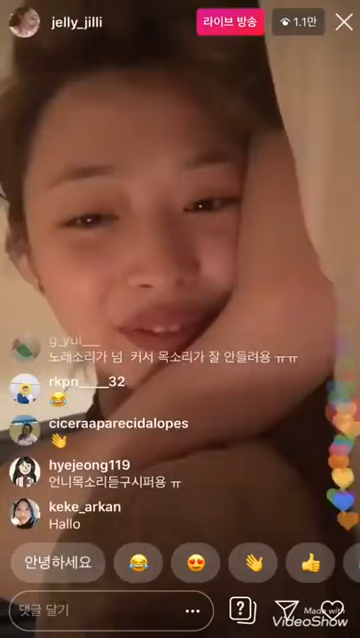 jelly_jilli
라이브 방송
1.1만
g_yul___
노래소리가 넘 커서 목소리가 잘 안들려용 ㅠㅠ
rkpn____32
😂
ciceraaparecidalopes
👋
hyejeong119
언니목소리듣구시퍼용 ㅠ
keke_arkan
Hallo
안녕하세요
😂 😍 👋 👍
댓글 달기
Made with
VideoShow